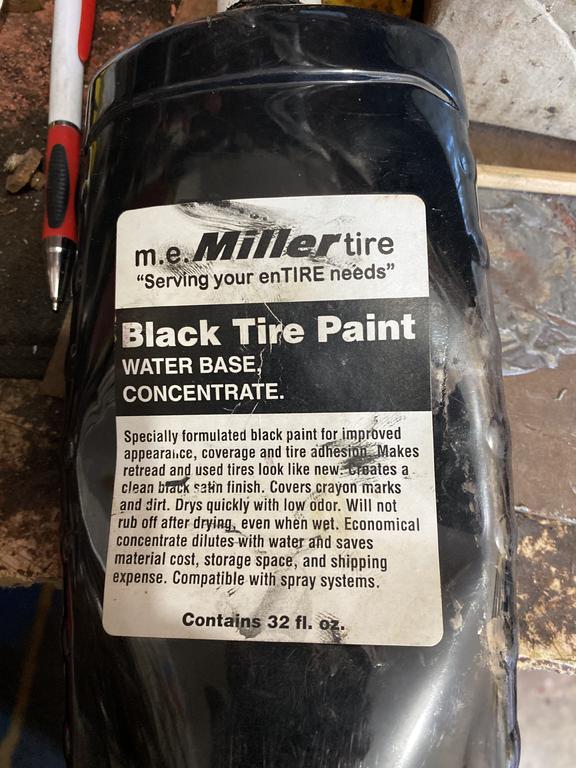 m.e. Miller tire
"Serving your enTIRE needs"
Black Tire Paint
WATER BASE,
CONCENTRATE.
Specially formulated black paint for improved
appearance, coverage and tire adhesion. Makes
retread and used tires look like new. Creates a
clean black satin finish. Covers crayon marks
and dirt. Drys quickly with low odor. Will not
rub off after drying, even when wet. Economical
concentrate dilutes with water and saves
material cost, storage space, and shipping
expense. Compatible with spray systems.
Contains 32 fl. oz.